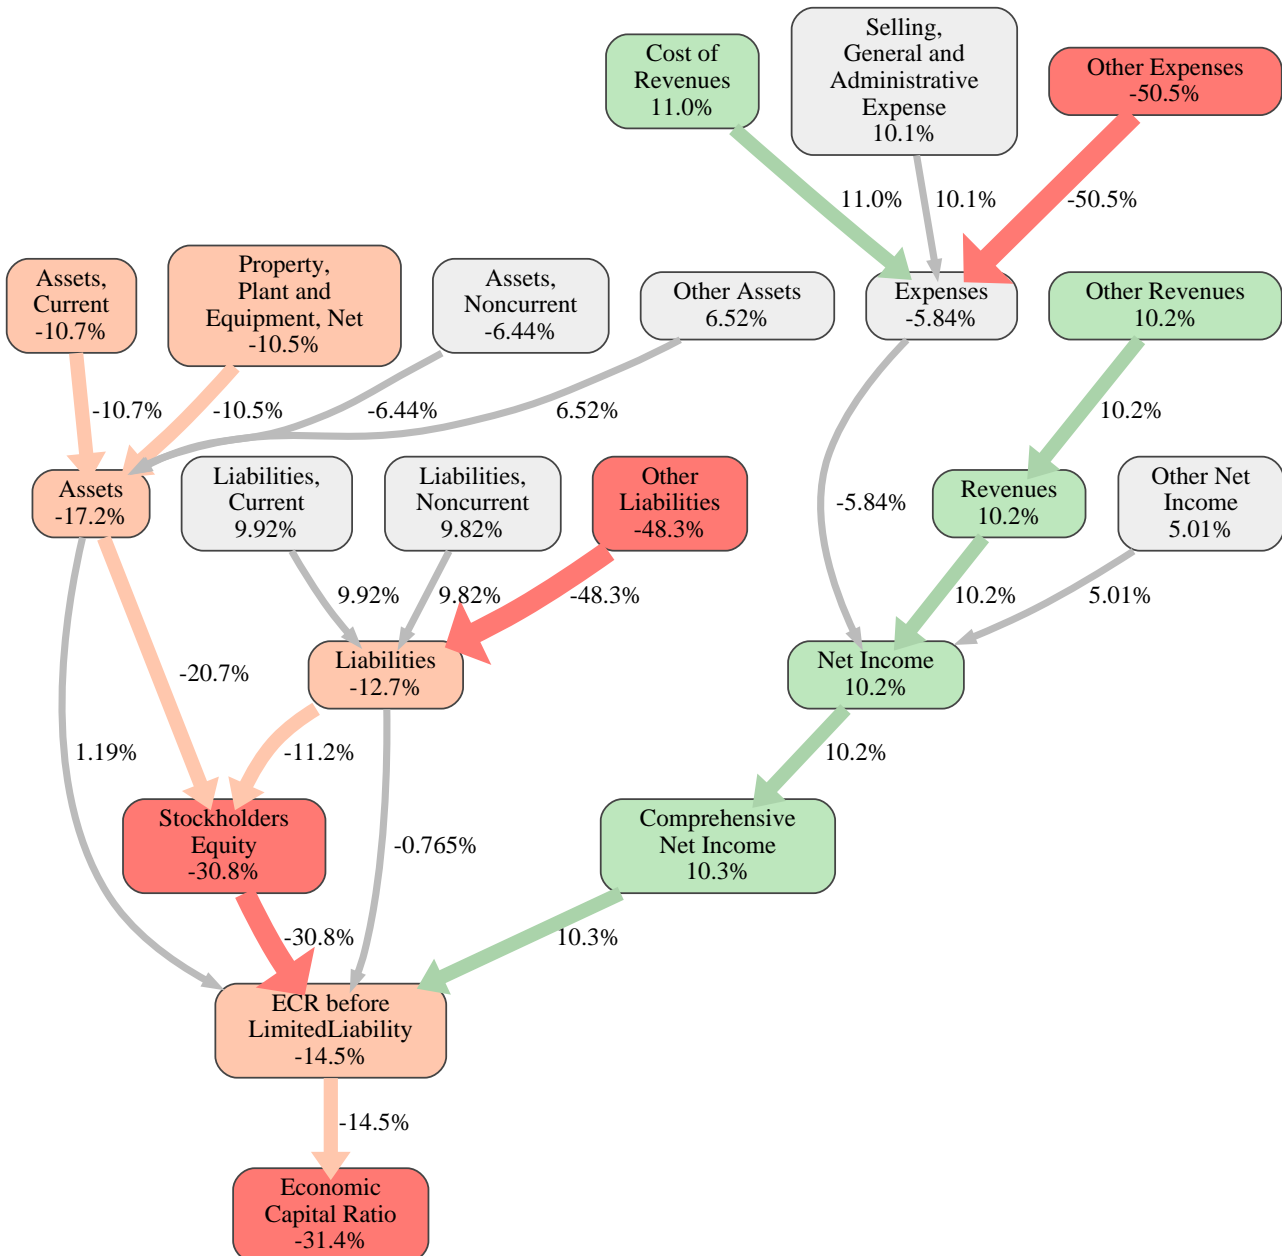 Cost of
Revenues
11.0%
Selling,
General and
Administrative
Expense
10.1%
Other Expenses
-50.5%
11.0%
10.1%
-50.5%
Assets,
Current
-10.7%
Property,
Plant and
Equipment, Net
-10.5%
Assets,
Noncurrent
-6.44%
Other Assets
6.52%
Expenses
-5.84%
Other Revenues
10.2%
-10.7%
-10.5%
-6.44%
6.52%
10.2%
Assets
-17.2%
Liabilities,
Current
9.92%
Liabilities,
Noncurrent
9.82%
Other
Liabilities
-48.3%
-5.84%
Revenues
10.2%
Other Net
Income
5.01%
9.92%
9.82%
-48.3%
10.2%
5.01%
-20.7%
Liabilities
-12.7%
Net Income
10.2%
1.19%
-11.2%
10.2%
Stockholders
Equity
-30.8%
-0.765%
Comprehensive
Net Income
10.3%
-30.8%
10.3%
ECR before
LimitedLiability
-14.5%
-14.5%
Economic
Capital Ratio
-31.4%